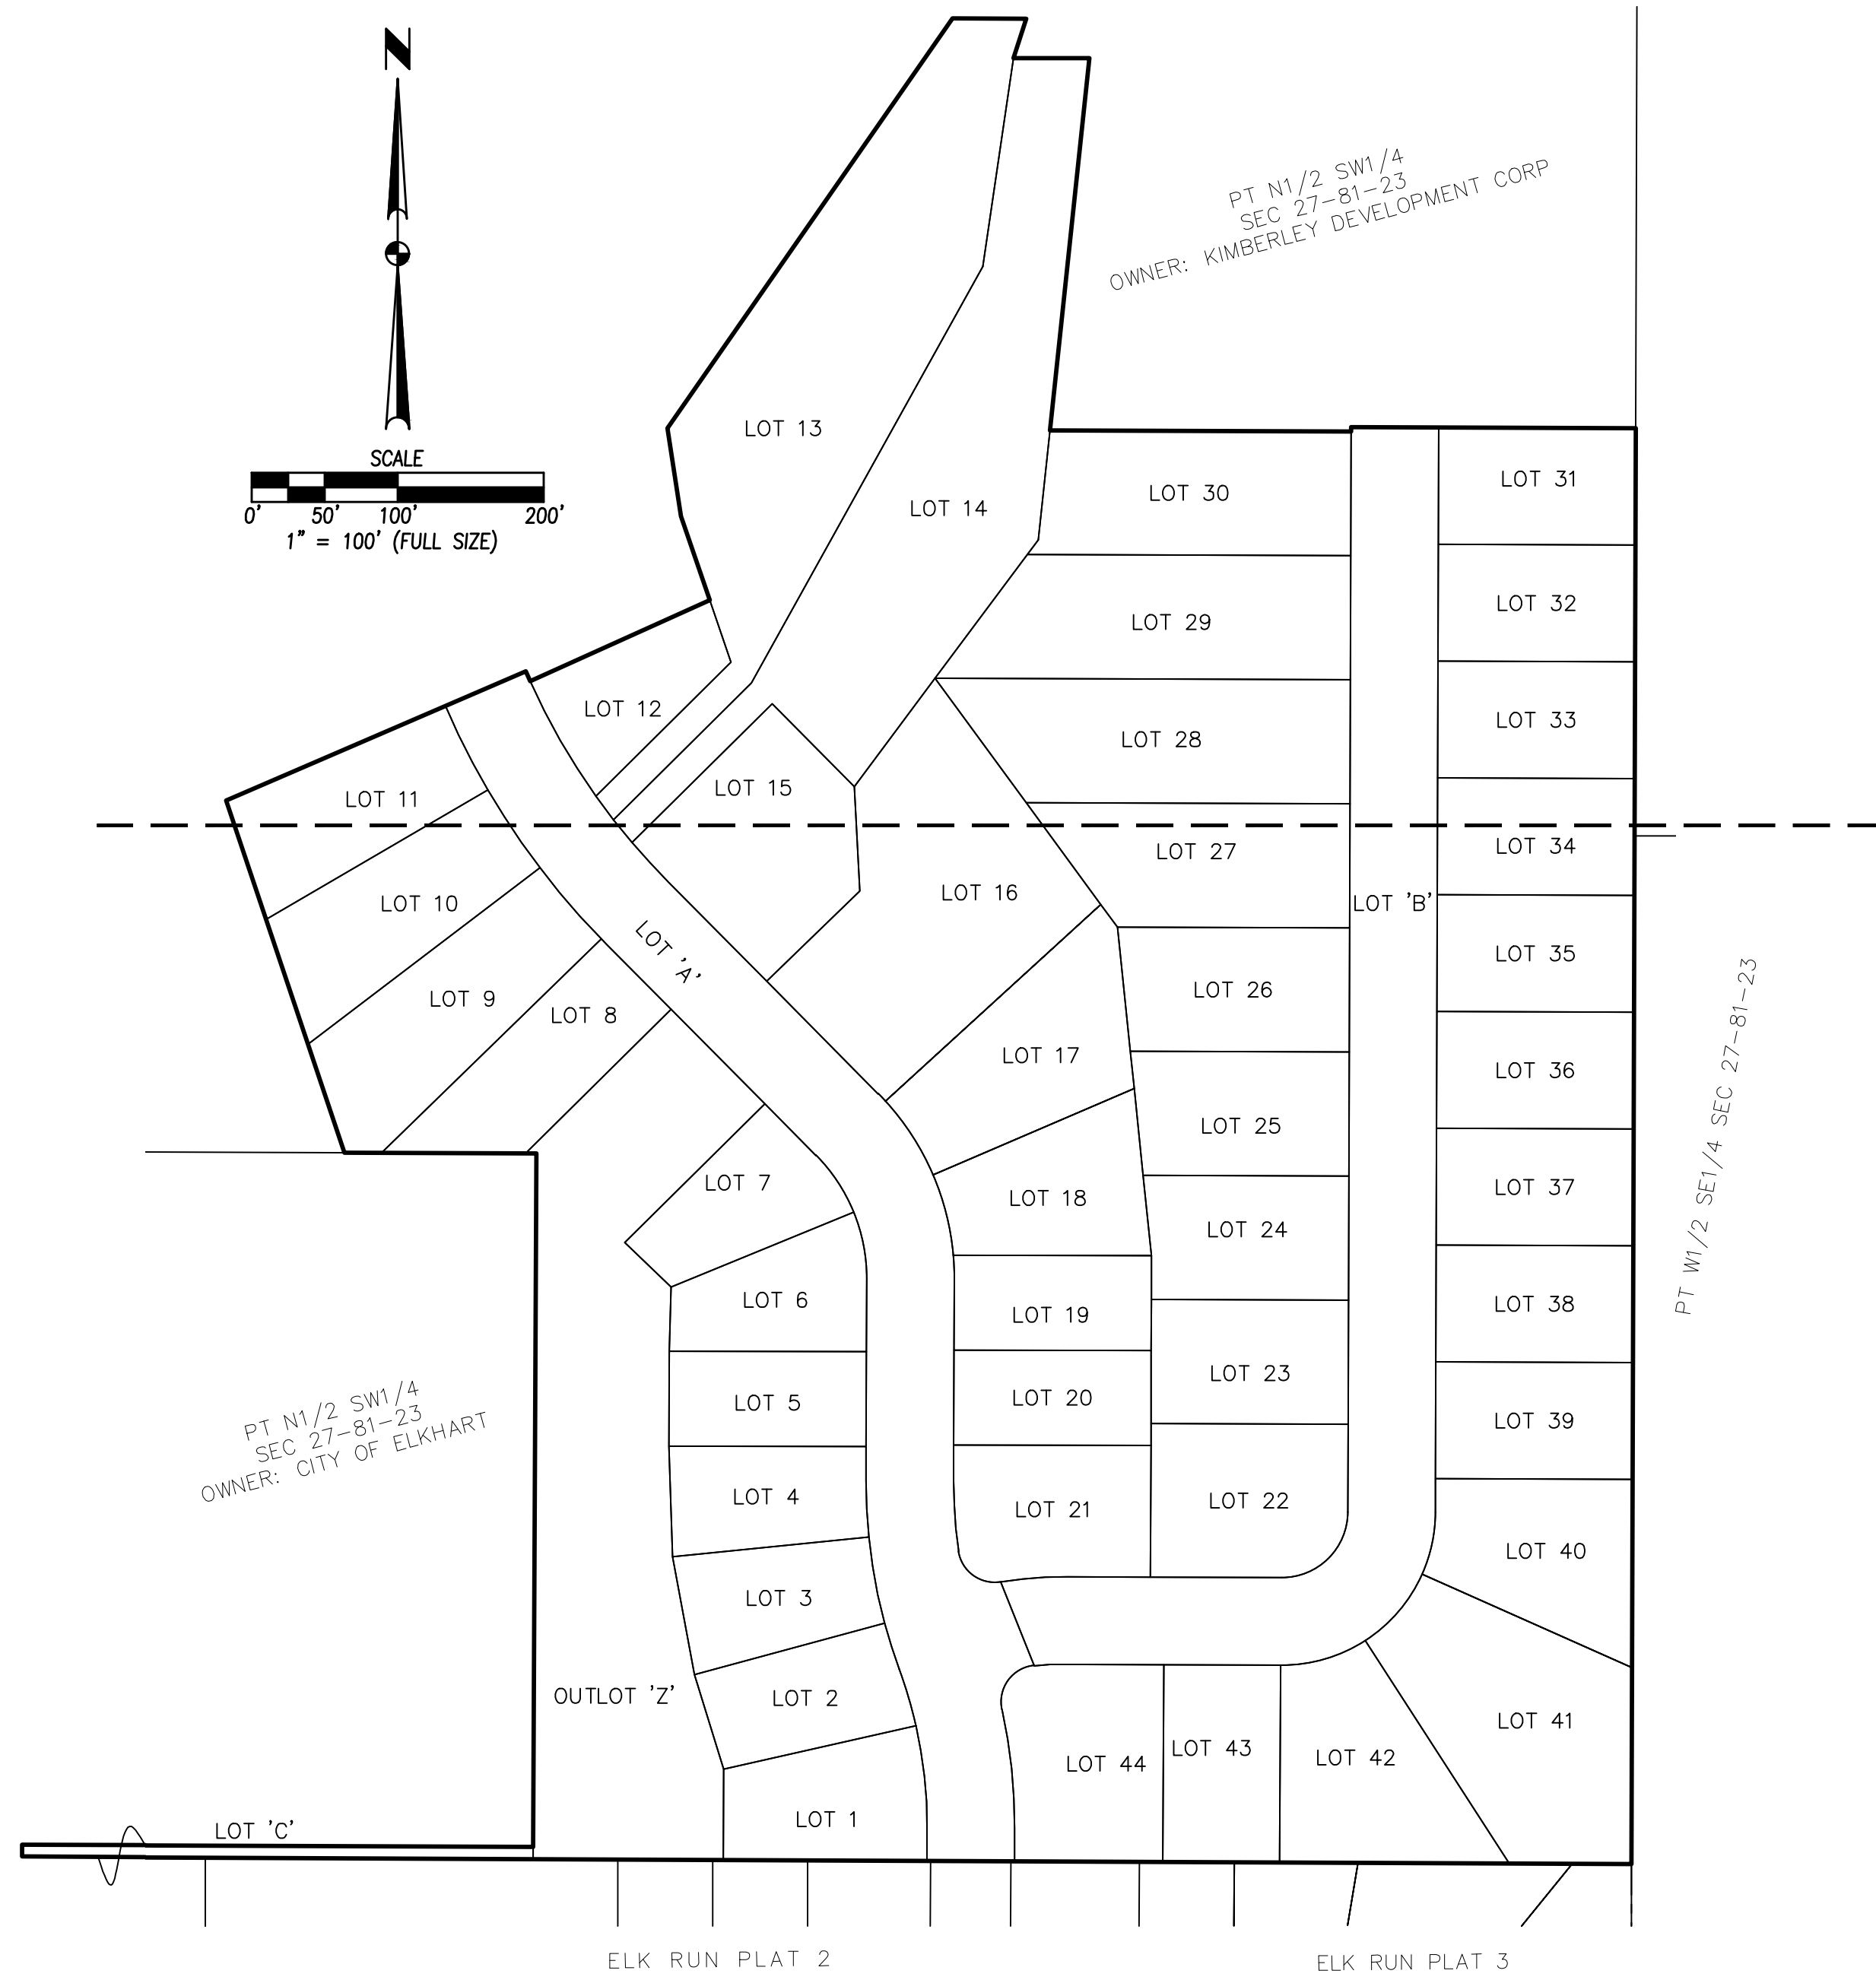 N
SCALE
0' 50' 100' 200'
1" = 100' (FULL SIZE)
PT N1/2 SW1/4
SEC 27-81-23
OWNER: KIMBERLEY DEVELOPMENT CORP
LOT 13
LOT 14
LOT 30
LOT 31
LOT 29
LOT 32
LOT 12
LOT 28
LOT 33
LOT 11
LOT 15
LOT 27
LOT 34
LOT 10
LOT 16
LOT 'B'
LOT 'A'
LOT 35
LOT 9
LOT 8
LOT 26
LOT 17
LOT 36
LOT 25
LOT 7
LOT 18
LOT 24
LOT 37
PT W1/2 SE1/4 SEC 27-81-23
LOT 6
LOT 19
LOT 38
LOT 5
LOT 20
LOT 23
LOT 39
PT N1/2 SW1/4
SEC 27-81-23
OWNER: CITY OF ELKHART
LOT 4
LOT 21
LOT 22
LOT 40
LOT 3
OUTLOT 'Z'
LOT 2
LOT 41
LOT 44
LOT 43
LOT 42
LOT 1
LOT 'C'
ELK RUN PLAT 2
ELK RUN PLAT 3